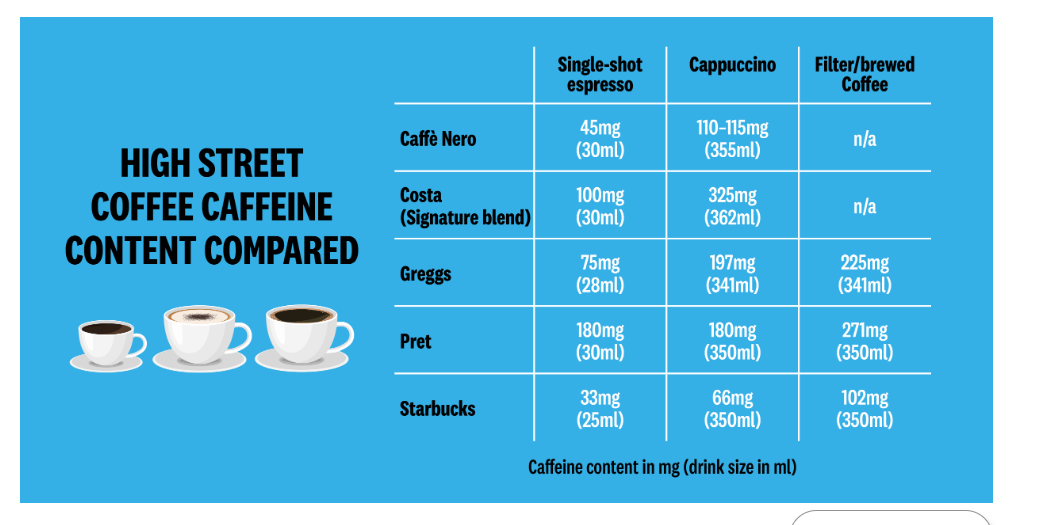 HIGH STREET
COFFEE CAFFEINE
CONTENT COMPARED
Single-shot espresso Cappuccino Filter/brewed Coffee
Caffè Nero 45mg (30ml) 110–115mg (355ml) n/a
Costa (Signature blend) 100mg (30ml) 325mg (362ml) n/a
Greggs 75mg (28ml) 197mg (341ml) 225mg (341ml)
Pret 180mg (30ml) 180mg (350ml) 271mg (350ml)
Starbucks 33mg (25ml) 66mg (350ml) 102mg (350ml)
Caffeine content in mg (drink size in ml)